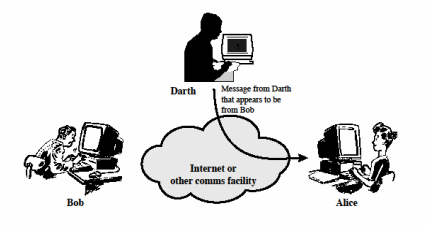 Darth
Message from Darth
that appears to be
from Bob
Internet or
other comms facility
Bob
Alice